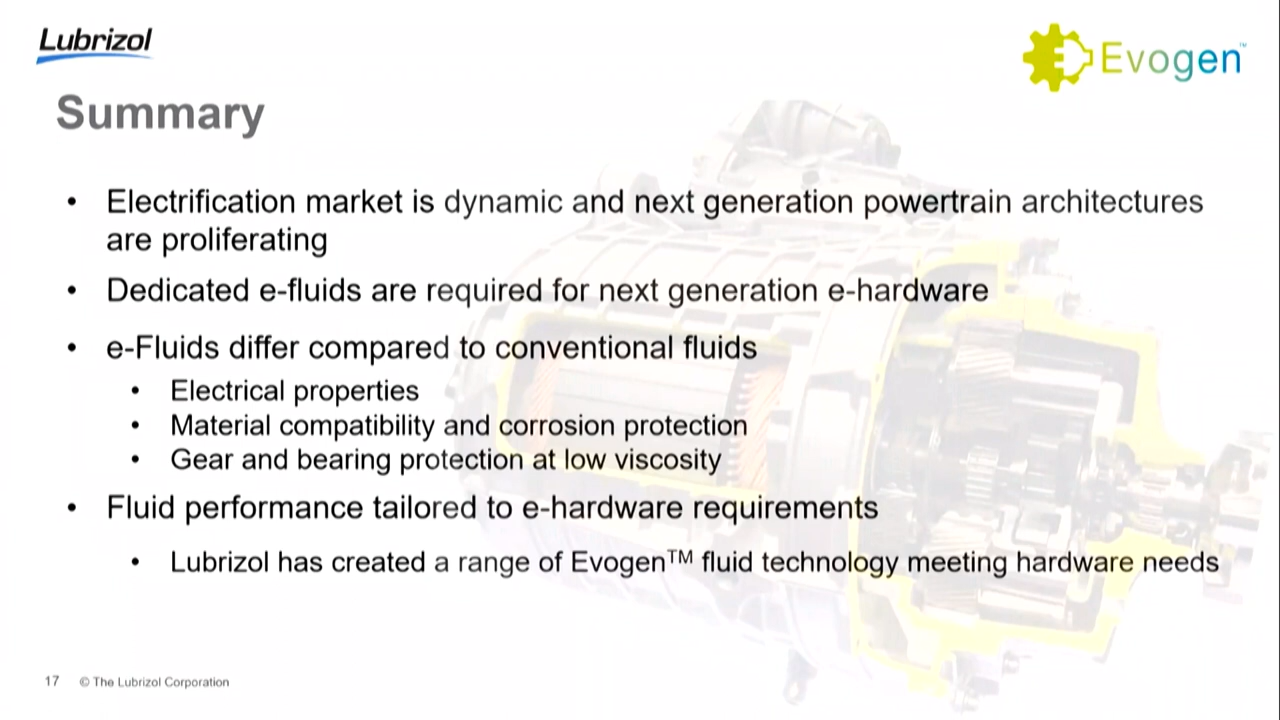 Lubrizol
Evogen™
Summary
• Electrification market is dynamic and next generation powertrain architectures
are proliferating
• Dedicated e-fluids are required for next generation e-hardware
• e-Fluids differ compared to conventional fluids
• Electrical properties
• Material compatibility and corrosion protection
• Gear and bearing protection at low viscosity
• Fluid performance tailored to e-hardware requirements
• Lubrizol has created a range of Evogen™ fluid technology meeting hardware needs
17 © The Lubrizol Corporation